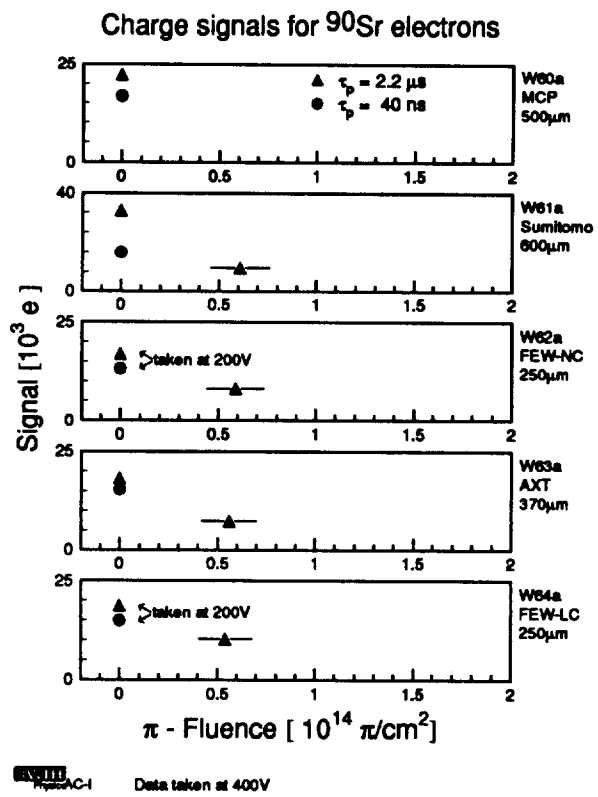 Charge signals for 90Sr electrons
25
0
0 0.5 1 1.5 2
▲ τp = 2.2 μs
● τp = 40 ns
W60a
MCP
500μm
40
0
0 0.5 1 1.5 2
W61a
Sumitomo
600μm
25
0
0 0.5 1 1.5 2
taken at 200V
W62a
FEW-NC
250μm
25
0
0 0.5 1 1.5 2
W63a
AXT
370μm
25
0
0 0.5 1 1.5 2
taken at 200V
W64a
FEW-LC
250μm
Signal [10³ e]
π - Fluence [ 10¹⁴ π/cm²]
AC-I
Data taken at 400V